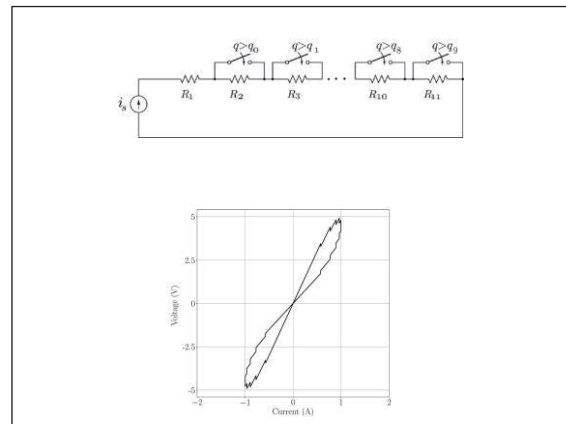 q>q0 q>q1 q>q8 q>q9
is
R1 R2 R3 ··· R10 R11
5
2.5
0
-2.5
-5
Voltage (V)
−2 −1 0 1 2
Current (A)